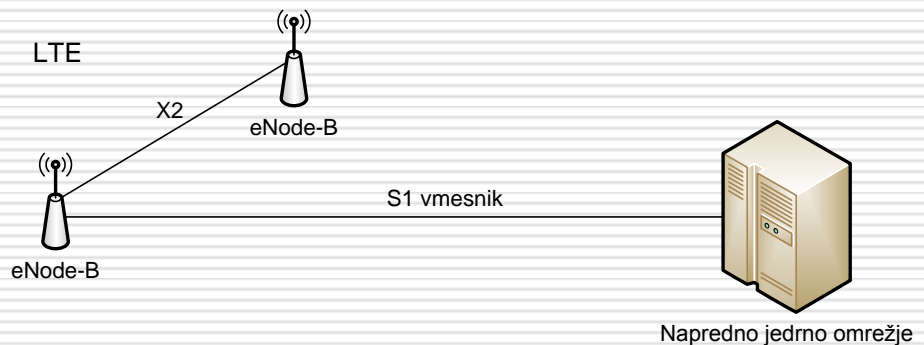 LTE
X2
eNode-B
S1 vmesnik
eNode-B
Napredno jedrno omrežje